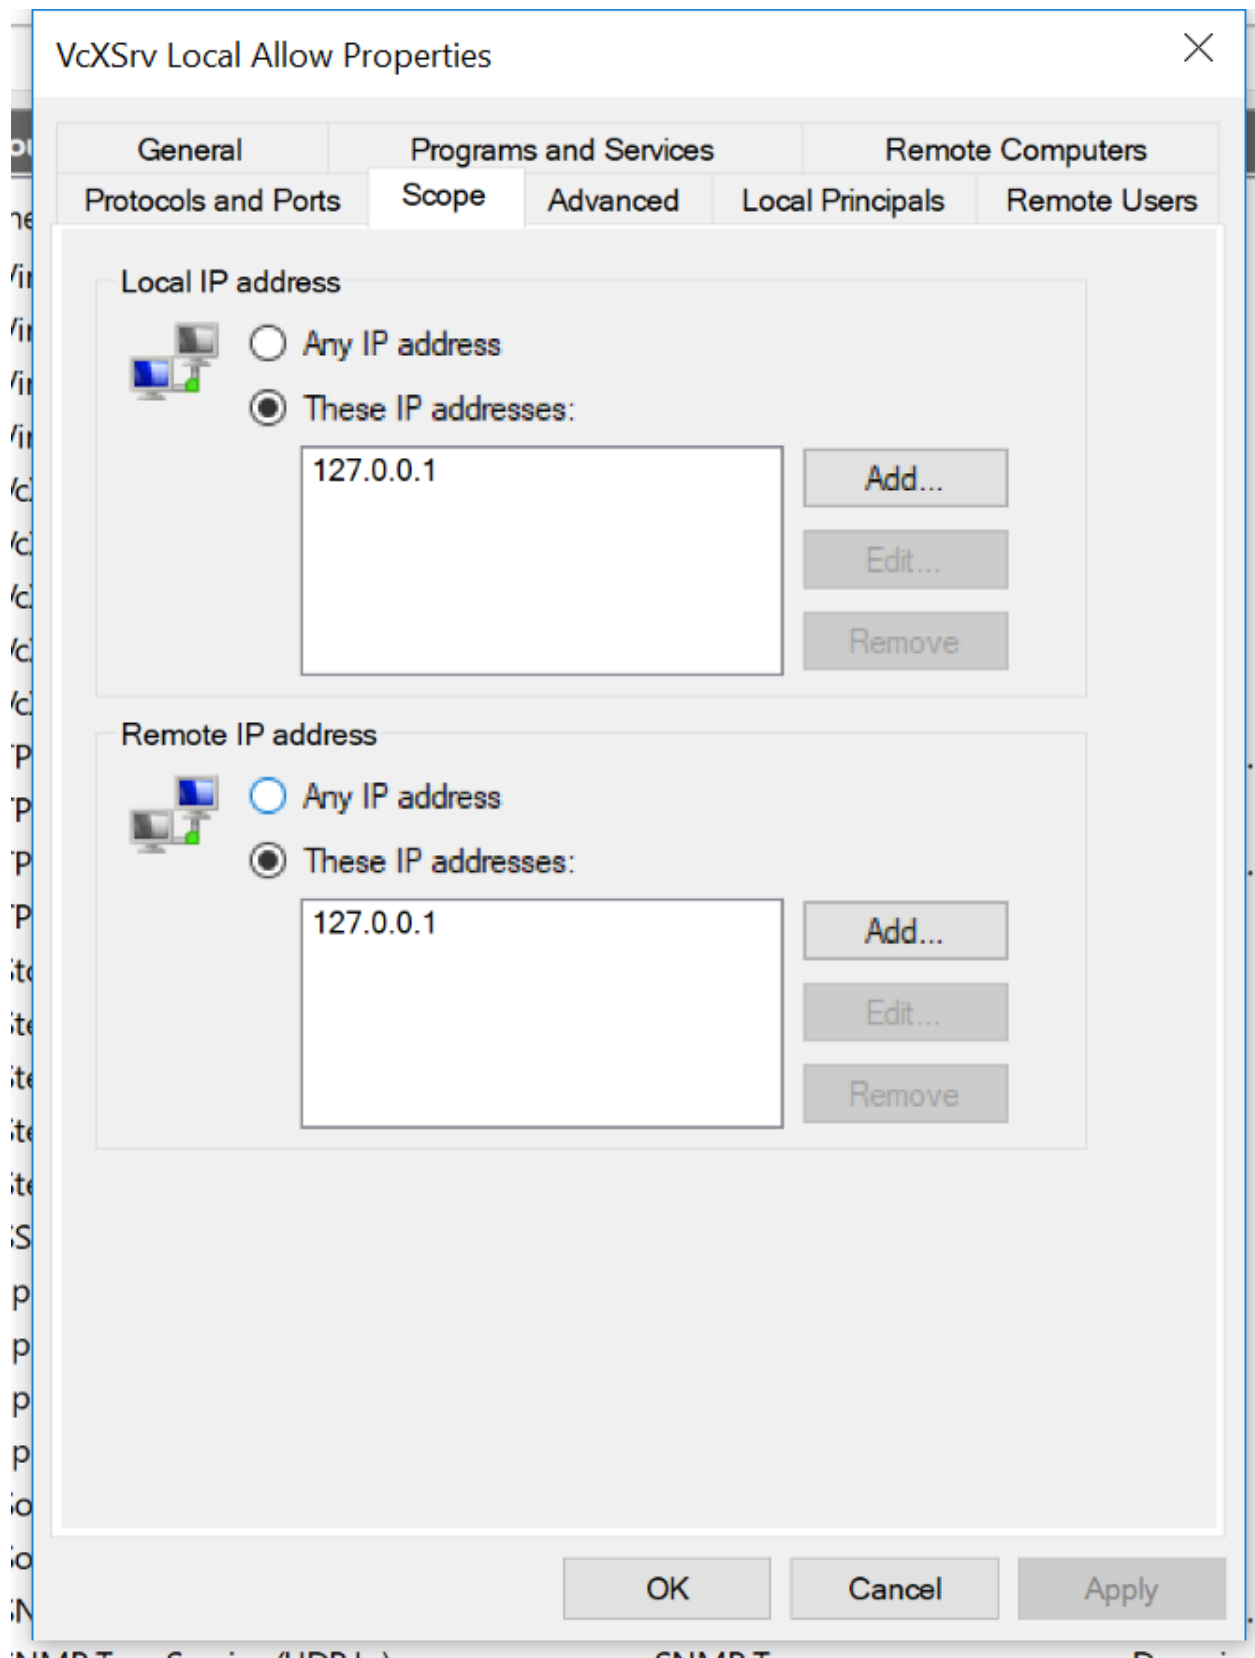 VcXSrv Local Allow Properties
General Programs and Services Remote Computers
Protocols and Ports Scope Advanced Local Principals Remote Users
Local IP address
Any IP address
These IP addresses:
127.0.0.1
Add...
Edit...
Remove
Remote IP address
Any IP address
These IP addresses:
127.0.0.1
Add...
Edit...
Remove
OK Cancel Apply